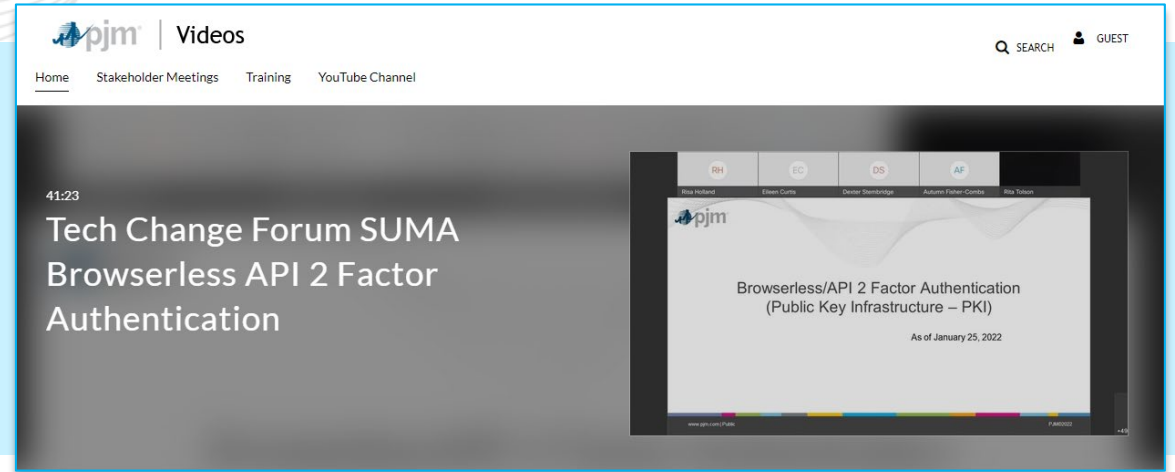 pjm | Videos
SEARCH
GUEST
Home Stakeholder Meetings Training YouTube Channel
41:23
Tech Change Forum SUMA
Browserless API 2 Factor
Authentication
RH EC DS AF
Risa Holland Eileen Curtis Dexter Stembridge Autumn Fisher-Combs Rita Tolson
pjm
Browserless/API 2 Factor Authentication
(Public Key Infrastructure – PKI)
As of January 25, 2022
www.pjm.com | Public
PJM©2022